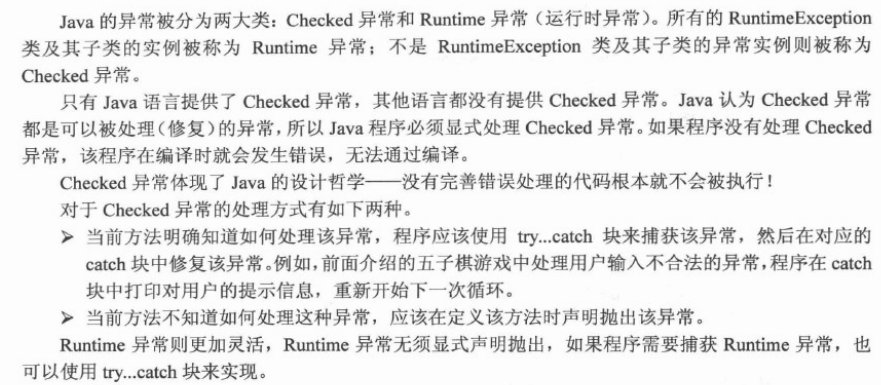 Java 的异常被分为两大类：Checked 异常和 Runtime 异常（运行时异常）。所有的 RuntimeException
类及其子类的实例被称为 Runtime 异常；不是 RuntimeException 类及其子类的异常实例则被称为
Checked 异常。
只有 Java 语言提供了 Checked 异常，其他语言都没有提供 Checked 异常。Java 认为 Checked 异常
都是可以被处理（修复）的异常，所以 Java 程序必须显式处理 Checked 异常。如果程序没有处理 Checked
异常，该程序在编译时就会发生错误，无法通过编译。
Checked 异常体现了 Java 的设计哲学——没有完善错误处理的代码根本就不会被执行！
对于 Checked 异常的处理方式有如下两种。
➢ 当前方法明确知道如何处理该异常，程序应该使用 try...catch 块来捕获该异常，然后在对应的
catch 块中修复该异常。例如，前面介绍的五子棋游戏中处理用户输入不合法的异常，程序在 catch
块中打印对用户的提示信息，重新开始下一次循环。
➢ 当前方法不知道如何处理这种异常，应该在定义该方法时声明抛出该异常。
Runtime 异常则更加灵活，Runtime 异常无须显式声明抛出，如果程序需要捕获 Runtime 异常，也
可以使用 try...catch 块来实现。